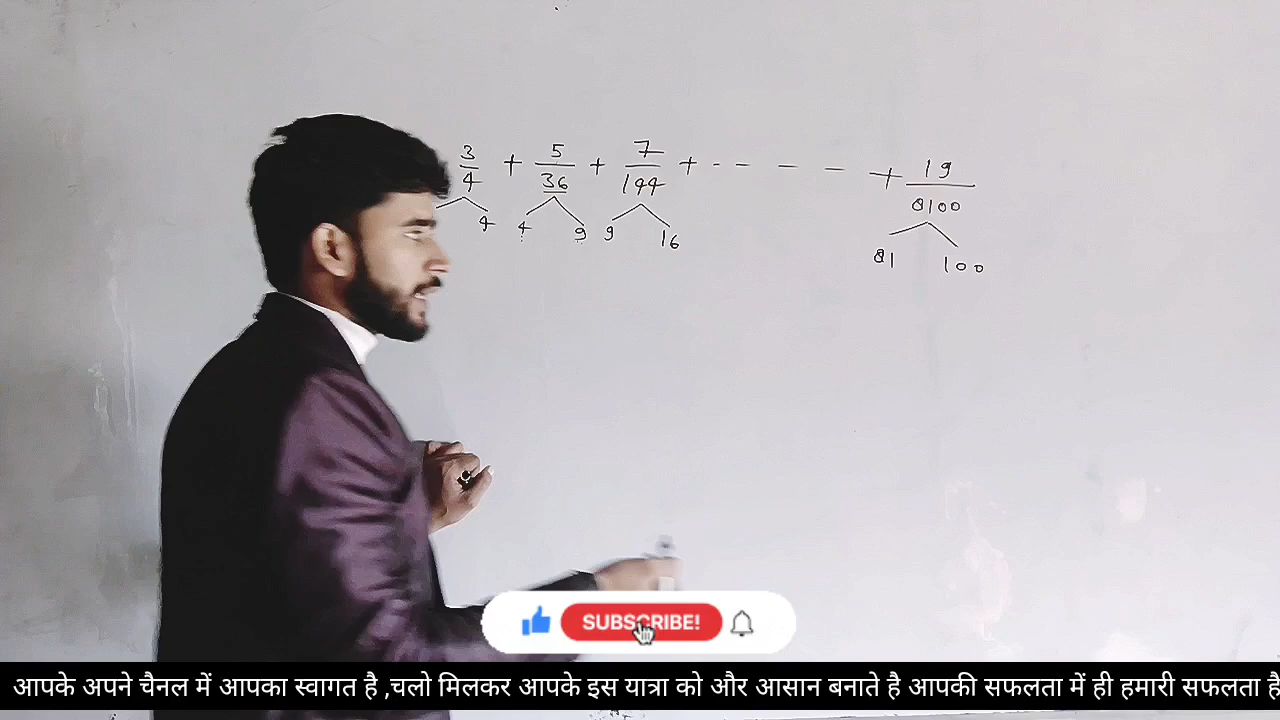 3/4 + 5/36 + 7/144 + - - - - + 19/8100
4 4 9 9 16 81 100
SUBSCRIBE!
आपके अपने चैनल में आपका स्वागत है ,चलो मिलकर आपके इस यात्रा को और आसान बनाते है आपकी सफलता में ही हमारी सफलता है